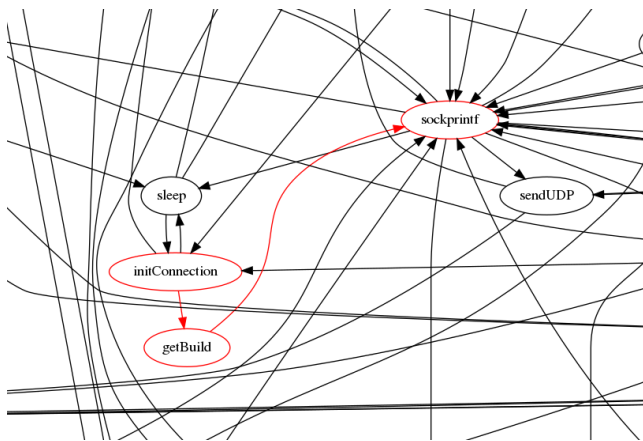 sockprintf
sleep
sendUDP
initConnection
getBuild